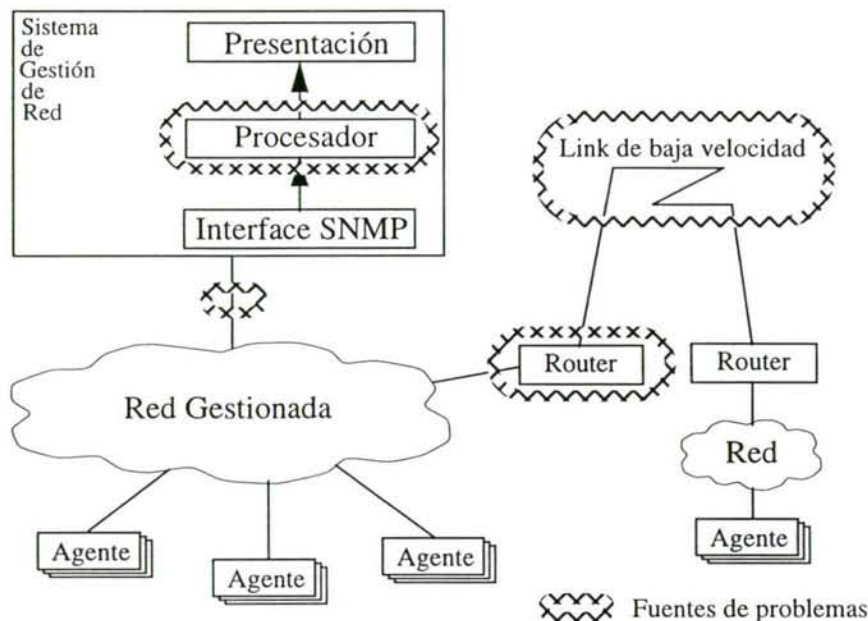 Sistema
de
Gestión
de
Red
Presentación
Procesador
Interface SNMP
Link de baja velocidad
Router
Router
Red Gestionada
Red
Agente
Agente
Agente
Agente
Fuentes de problemas